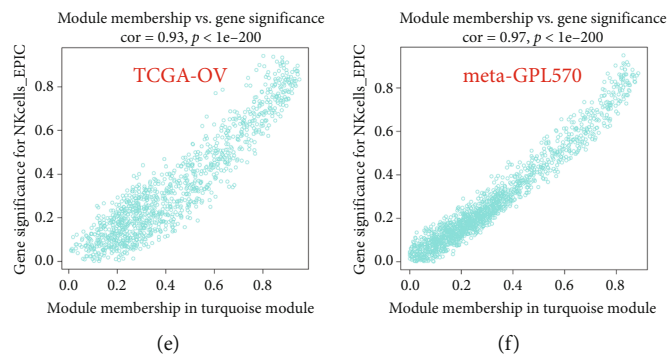 Module membership vs. gene significance
cor = 0.93, p < 1e–200
TCGA-OV
Gene significance for NKcells_EPIC
0.8
0.6
0.4
0.2
0.0
0.0 0.2 0.4 0.6 0.8
Module membership in turquoise module
(e)
Module membership vs. gene significance
cor = 0.97, p < 1e–200
meta-GPL570
Gene significance for NKcells_EPIC
0.8
0.6
0.4
0.2
0.0
0.0 0.2 0.4 0.6 0.8
Module membership in turquoise module
(f)